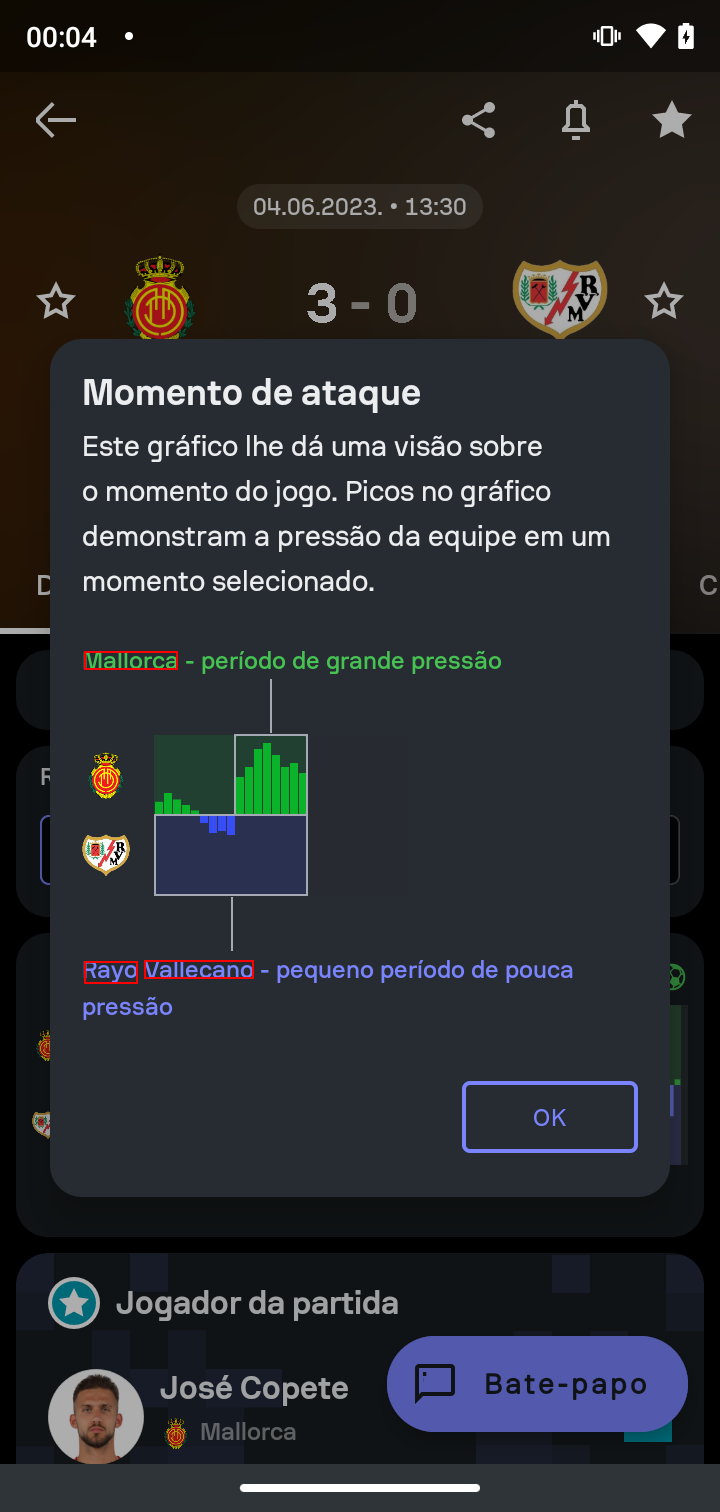 00:04
04.06.2023. • 13:30
3 - 0
Momento de ataque
Este gráfico lhe dá uma visão sobre
o momento do jogo. Picos no gráfico
demonstram a pressão da equipe em um
momento selecionado.
D C
Mallorca - período de grande pressão
R
Rayo Vallecano - pequeno período de pouca
pressão
OK
Jogador da partida
José Copete
Mallorca
Bate-papo